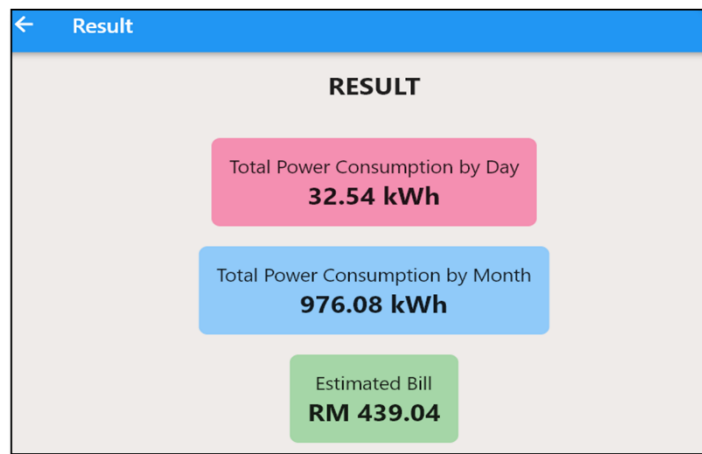 Result
RESULT
Total Power Consumption by Day
32.54 kWh
Total Power Consumption by Month
976.08 kWh
Estimated Bill
RM 439.04